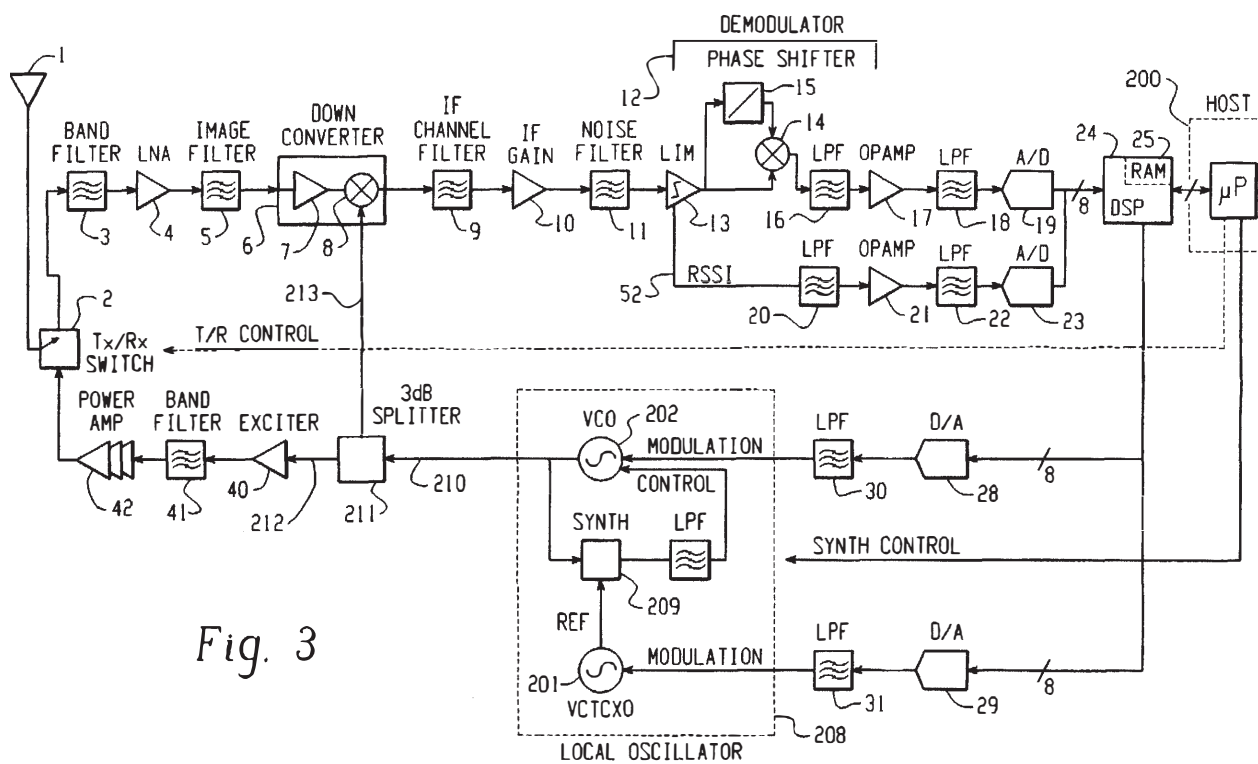 DEMODULATOR
PHASE SHIFTER
1
12
15
200
HOST
BAND
FILTER
LNA
IMAGE
FILTER
DOWN
CONVERTER
IF
CHANNEL
FILTER
IF
GAIN
NOISE
FILTER
LIM
14
LPF
OPAMP
LPF
A/D
24
25
RAM
DSP
µP
8
3
4
5
6
7
8
9
10
11
13
16
17
18
19
LPF
OPAMP
LPF
A/D
213
52
RSSI
20
21
22
23
2
Tx/Rx
SWITCH
T/R CONTROL
POWER
AMP
BAND
FILTER
EXCITER
3dB
SPLITTER
VCO
202
MODULATION
LPF
D/A
CONTROL
42
41
40
212
211
210
30
28
8
SYNTH
LPF
SYNTH CONTROL
209
REF
Fig. 3
201
VCTCXO
MODULATION
LPF
D/A
31
29
8
208
LOCAL OSCILLATOR